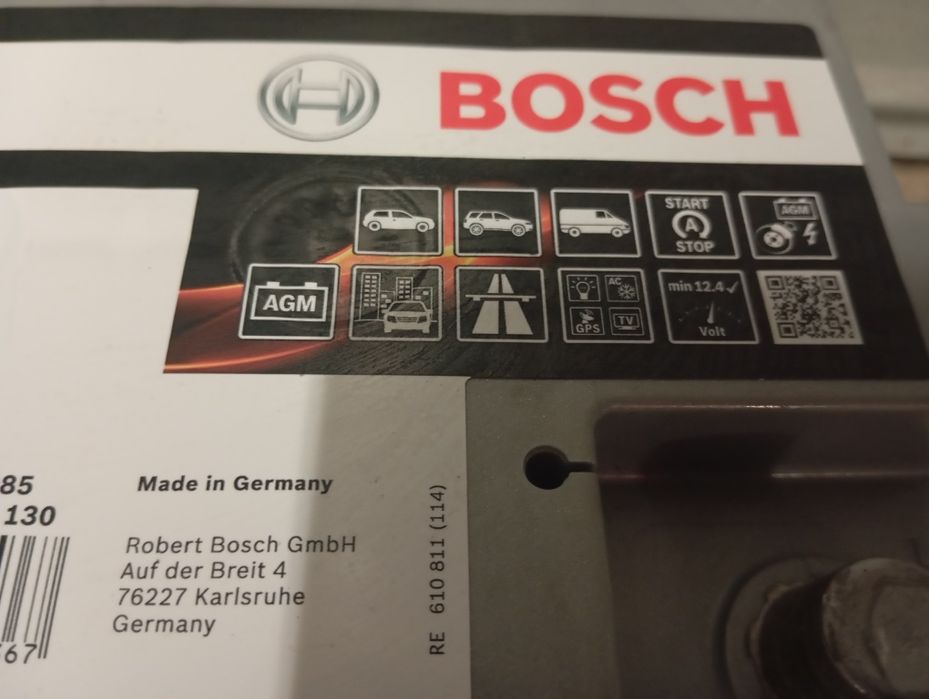 BOSCH
START
A
STOP
AGM
AGM
AC
GPS
TV
min 12.4 ✓
Volt
85
130
Made in Germany
Robert Bosch GmbH
Auf der Breit 4
76227 Karlsruhe
Germany
67
RE 610 811 (114)